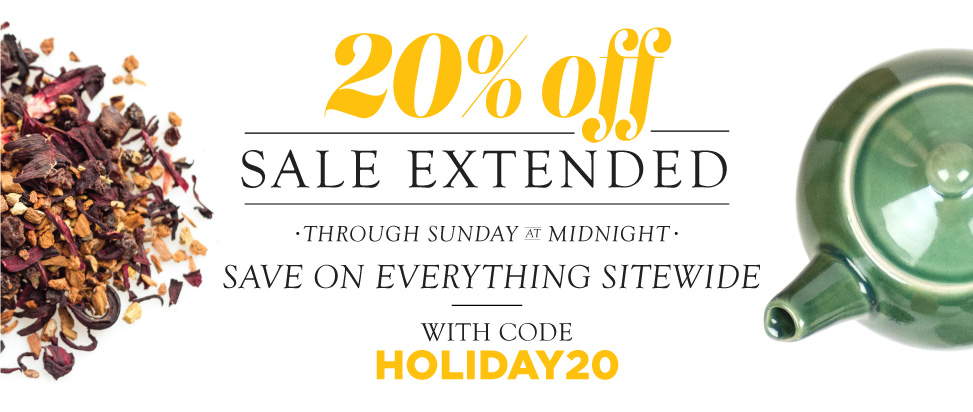 20% off
SALE EXTENDED
·THROUGH SUNDAY AT MIDNIGHT·
SAVE ON EVERYTHING SITEWIDE
WITH CODE
HOLIDAY20